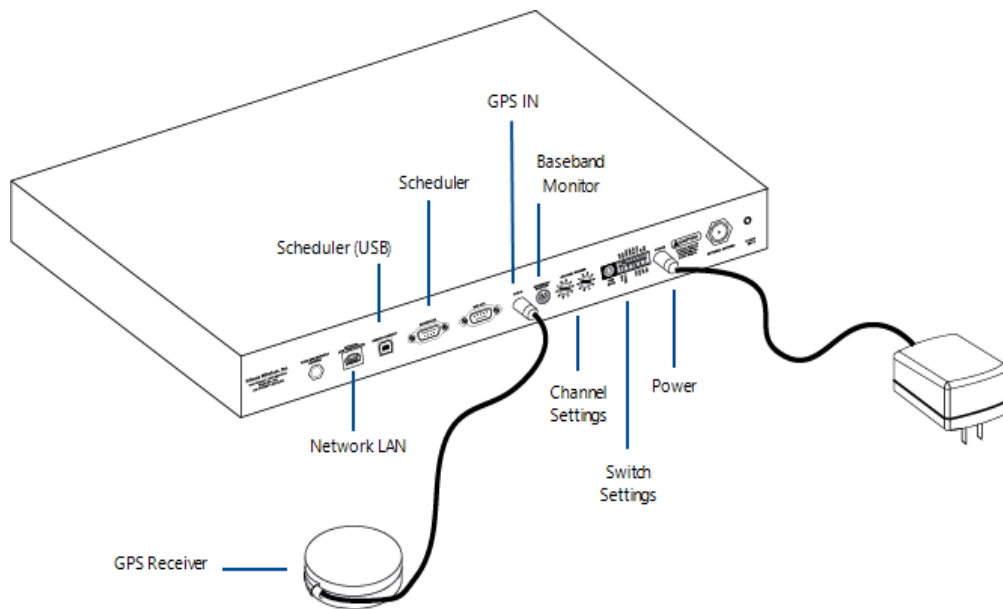 GPS IN
Baseband
Monitor
Scheduler
Scheduler (USB)
Channel
Settings
Power
Network LAN
Switch
Settings
GPS Receiver